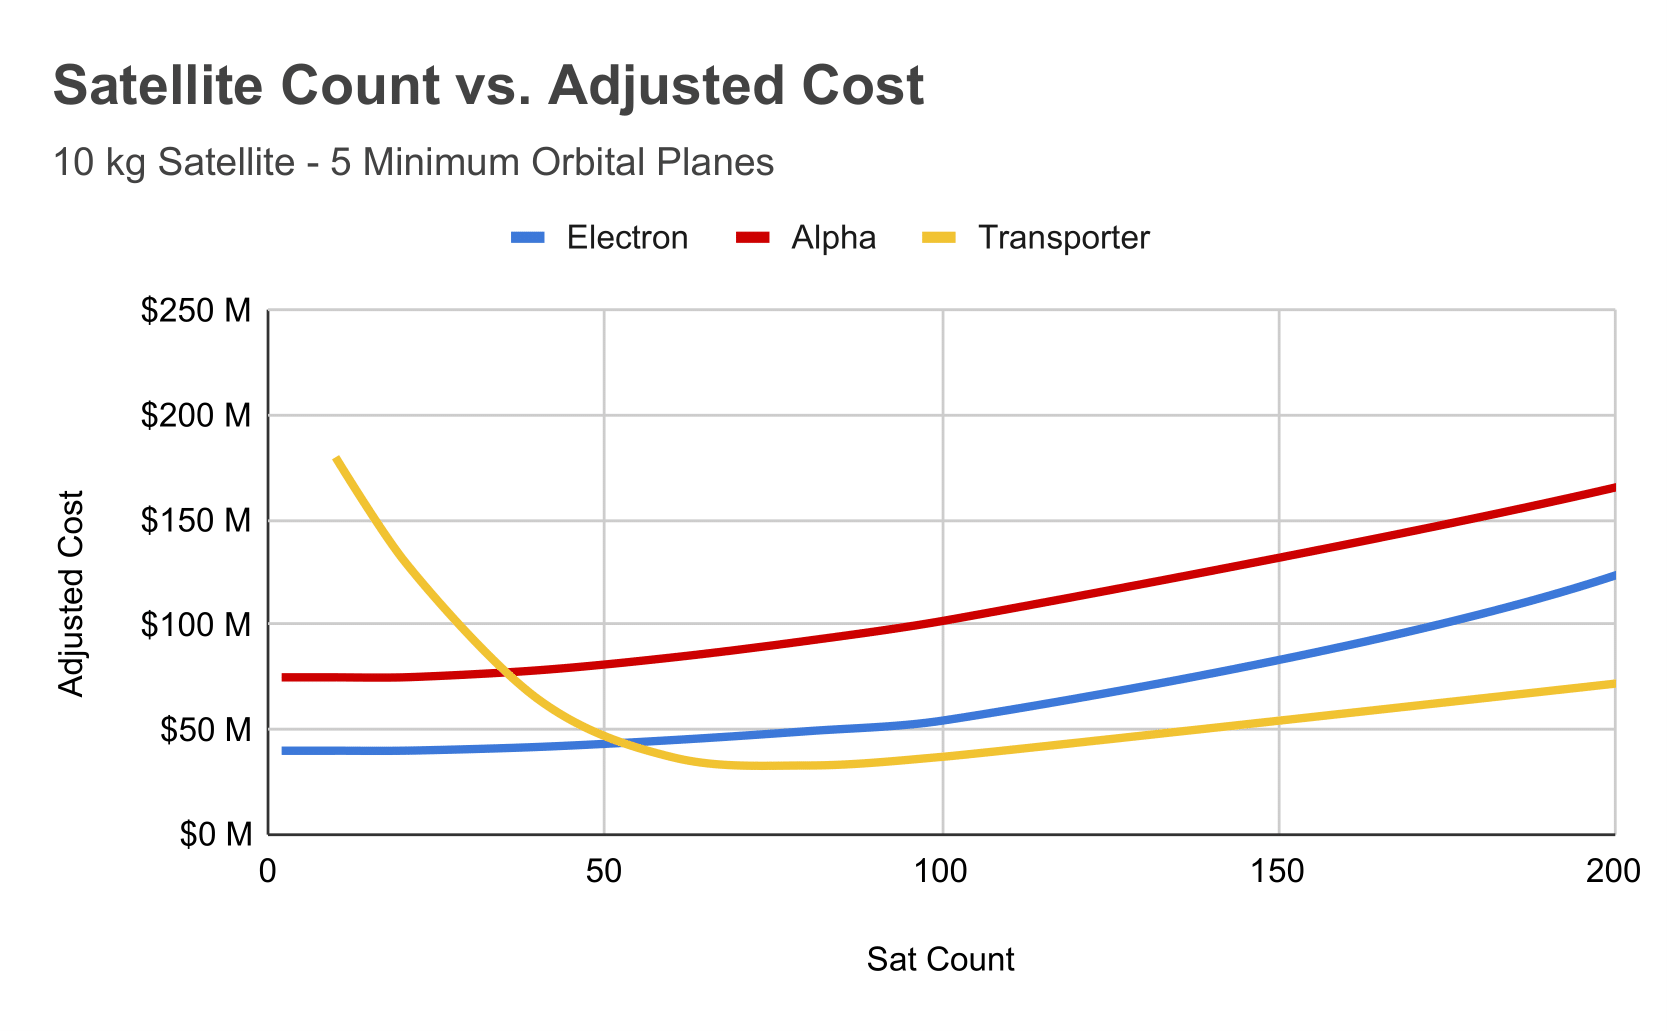 Satellite Count vs. Adjusted Cost
10 kg Satellite - 5 Minimum Orbital Planes
Electron Alpha Transporter
$250 M
$200 M
$150 M
$100 M
$50 M
$0 M
Adjusted Cost
0 50 100 150 200
Sat Count